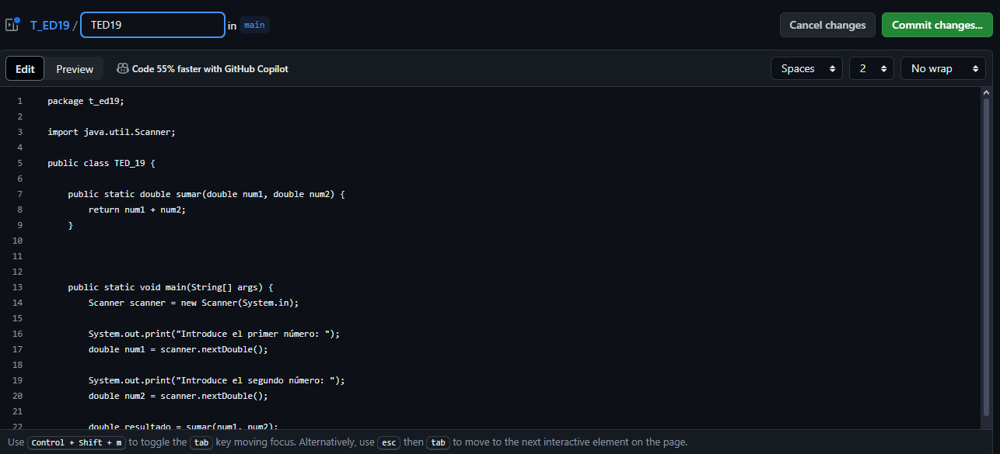 T_ED19 / TED19 in main Cancel changes Commit changes...
Edit Preview Code 55% faster with GitHub Copilot Spaces 2 No wrap
1 package t_ed19;
2
3 import java.util.Scanner;
4
5 public class TED_19 {
6
7 public static double sumar(double num1, double num2) {
8 return num1 + num2;
9 }
10
11
12
13 public static void main(String[] args) {
14 Scanner scanner = new Scanner(System.in);
15
16 System.out.print("Introduce el primer número: ");
17 double num1 = scanner.nextDouble();
18
19 System.out.print("Introduce el segundo número: ");
20 double num2 = scanner.nextDouble();
21
22 double resultado = sumar(num1, num2);
Use Control + Shift + m to toggle the tab key moving focus. Alternatively, use esc then tab to move to the next interactive element on the page.